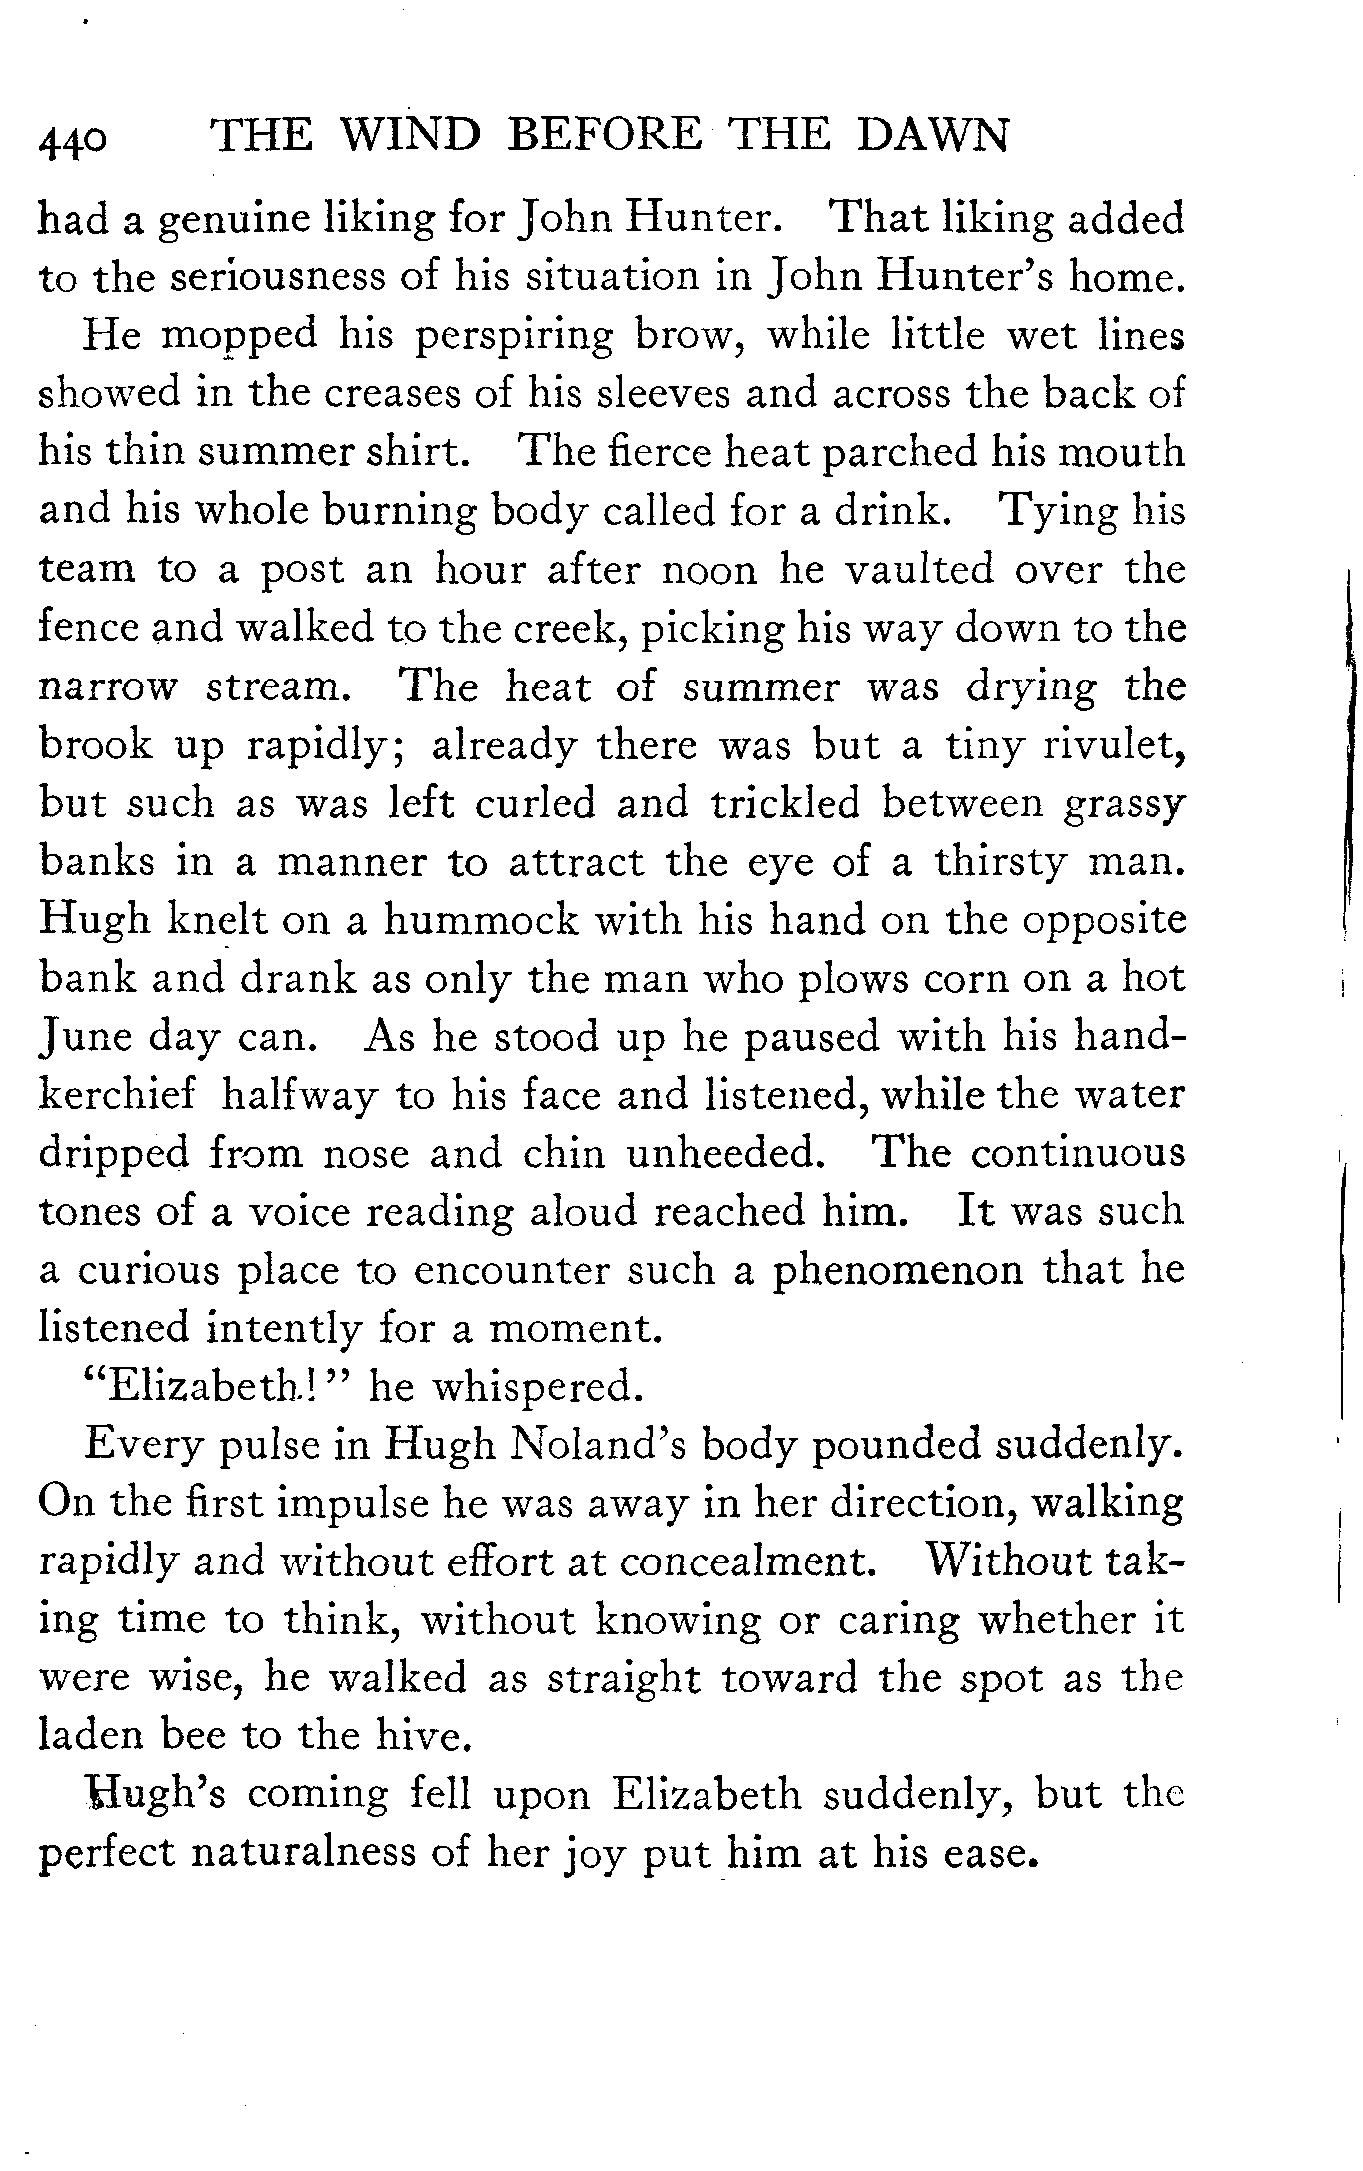 440 THE WIND BEFORE THE DAWN
had a genuine liking for John Hunter. That liking added
to the seriousness of his situation in John Hunter's home.
He mopped his perspiring brow, while little wet lines
showed in the creases of his sleeves and across the back of
his thin summer shirt. The fierce heat parched his mouth
and his whole burning body called for a drink. Tying his
team to a post an hour after noon he vaulted over the
fence and walked to the creek, picking his way down to the
narrow stream. The heat of summer was drying the
brook up rapidly; already there was but a tiny rivulet,
but such as was left curled and trickled between grassy
banks in a manner to attract the eye of a thirsty man.
Hugh knelt on a hummock with his hand on the opposite
bank and drank as only the man who plows corn on a hot
June day can. As he stood up he paused with his hand-
kerchief halfway to his face and listened, while the water
dripped from nose and chin unheeded. The continuous
tones of a voice reading aloud reached him. It was such
a curious place to encounter such a phenomenon that he
listened intently for a moment.
"Elizabeth!" he whispered.
Every pulse in Hugh Noland's body pounded suddenly.
On the first impulse he was away in her direction, walking
rapidly and without effort at concealment. Without tak-
ing time to think, without knowing or caring whether it
were wise, he walked as straight toward the spot as the
laden bee to the hive.
Hugh's coming fell upon Elizabeth suddenly, but the
perfect naturalness of her joy put him at his ease.